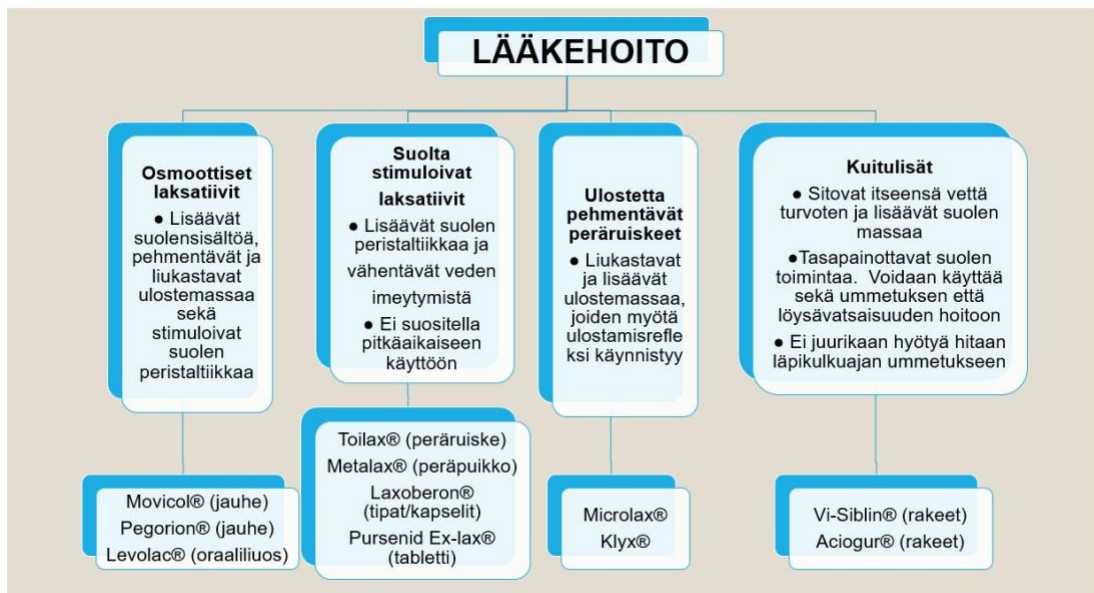 LÄÄKEHOITO
Osmoottiset
laksatiivit
● Lisäävät
suolensisältöä,
pehmentävät ja
liukastavat
ulostemassaa
sekä
stimuloivat
suolen
peristaltiikkaa
Movicol® (jauhe)
Pegorion® (jauhe)
Levolac® (oraaliliuos)
Suolta
stimuloivat
laksatiivit
● Lisäävät suolen
peristaltiikkaa ja
vähentävät veden
imeytymistä
● Ei suositella
pitkäaikaiseen
käyttöön
Toilax® (peräruiske)
Metalax® (peräpuikko)
Laxoberon®
(tipat/kapselit)
Pursenid Ex-lax®
(tabletti)
Ulostetta
pehmentävät
peräruiskeet
● Liukastavat
ja lisäävät
ulostemassaa,
joiden myötä
ulostamisrefle
ksi käynnistyy
Microlax®
Klyx®
Kuitulisät
● Sitovat itseensä vettä
turvoten ja lisäävät suolen
massaa
●Tasapainottavat suolen
toimintaa. Voidaan käyttää
sekä ummetuksen että
löysävatsaisuuden hoitoon
● Ei juurikaan hyötyä hitaan
läpikulkuajan ummetukseen
Vi-Siblin® (rakeet)
Aciogur® (rakeet)